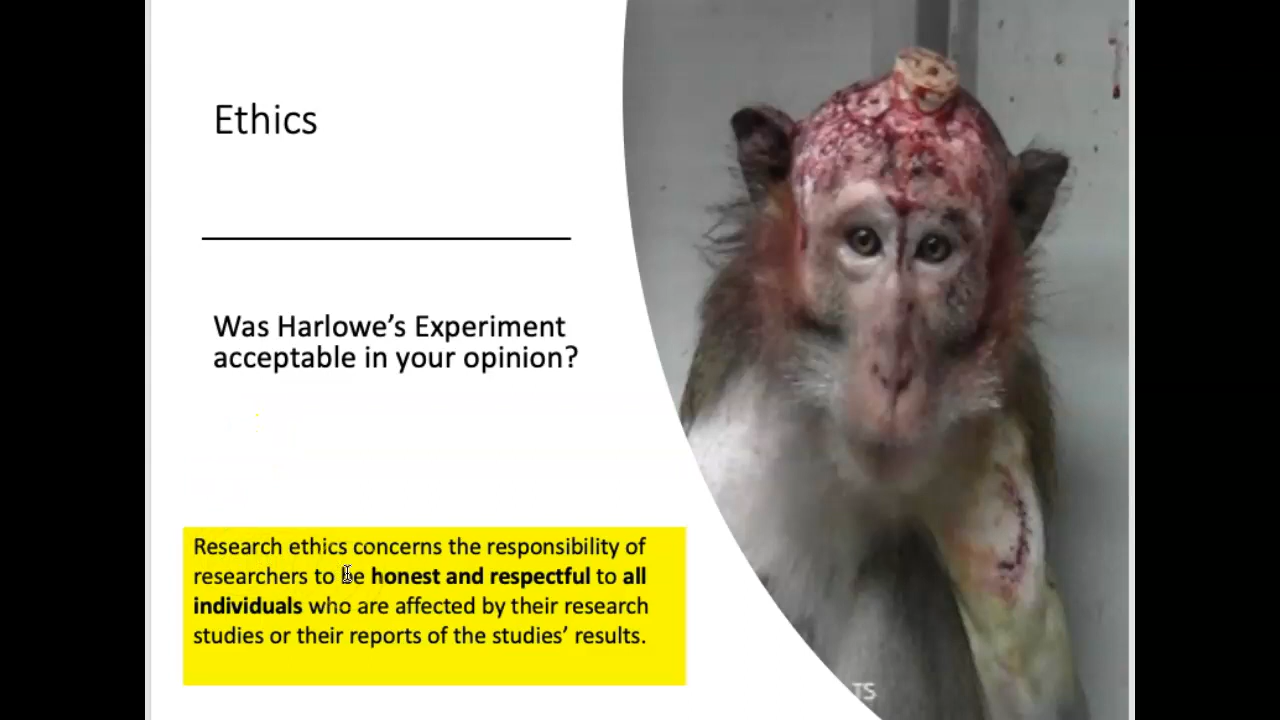 Ethics
Was Harlowe's Experiment
acceptable in your opinion?
Research ethics concerns the responsibility of
researchers to be honest and respectful to all
individuals who are affected by their research
studies or their reports of the studies' results.
TS